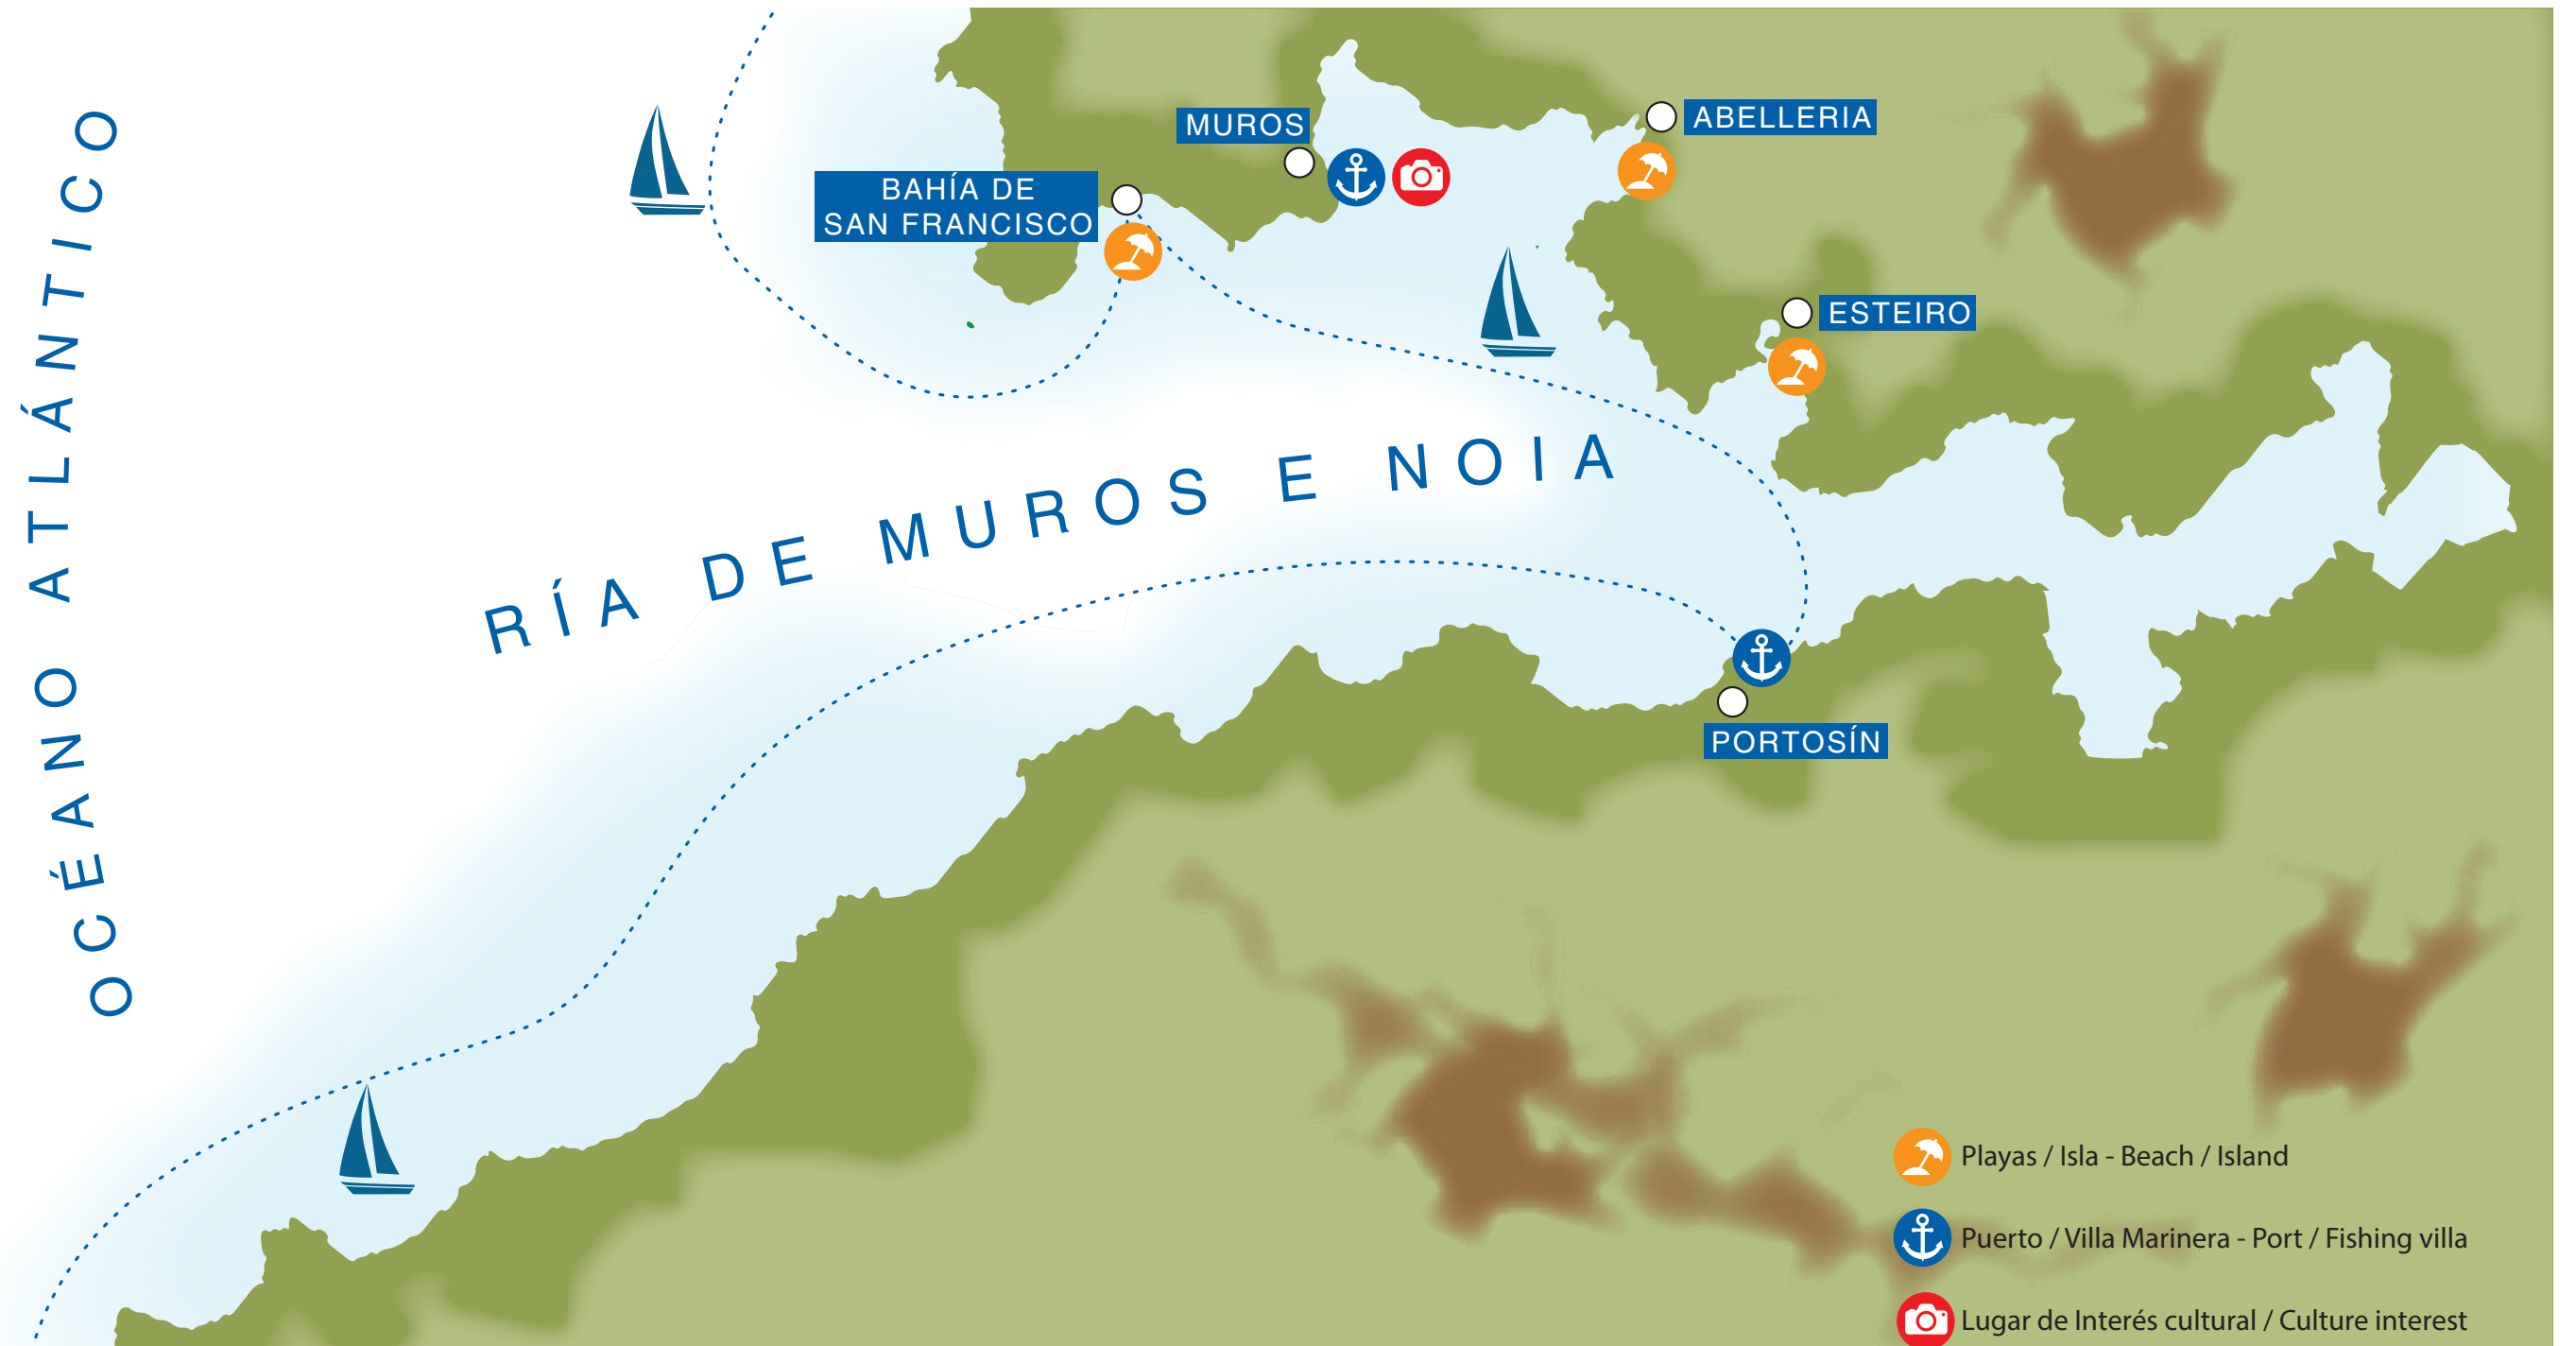 OCÉANO ATLÁNTICO
MUROS
ABELLERIA
BAHÍA DE
SAN FRANCISCO
ESTEIRO
RÍA DE MUROS E NOIA
PORTOSÍN
Playas / Isla - Beach / Island
Puerto / Villa Marinera - Port / Fishing villa
Lugar de Interés cultural / Culture interest